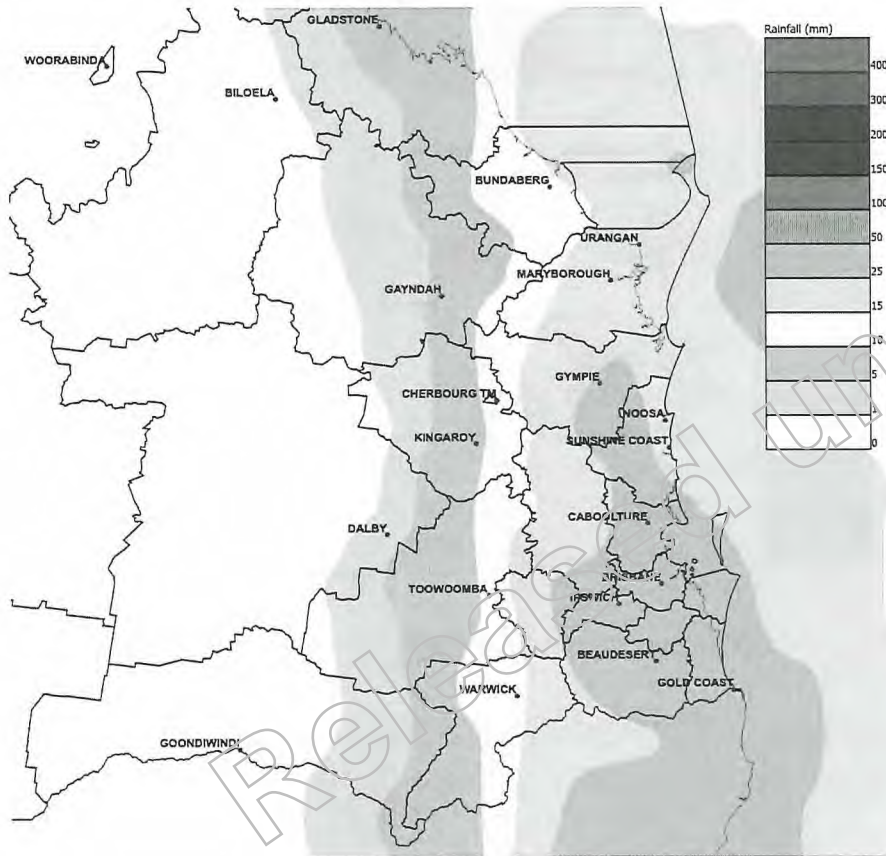 GLADSTONE
Rainfall (mm)
WOORABINDA
400
BILOELA
300
200
150
BUNDABERG
100
URANGAN
50
MARYBOROUGH
GAYNDAH
25
15
10
GYMPIE
5
CHERBOURG TM
NOOSA
KINGAROY
SUNSHINE COAST
0
CABOOLTURE
DALBY
BRISBANE
TOOWOOMBA
IPSWICH
BEAUDESERT
GOLD COAST
WARWICK
GOONDIWINDI
Released un